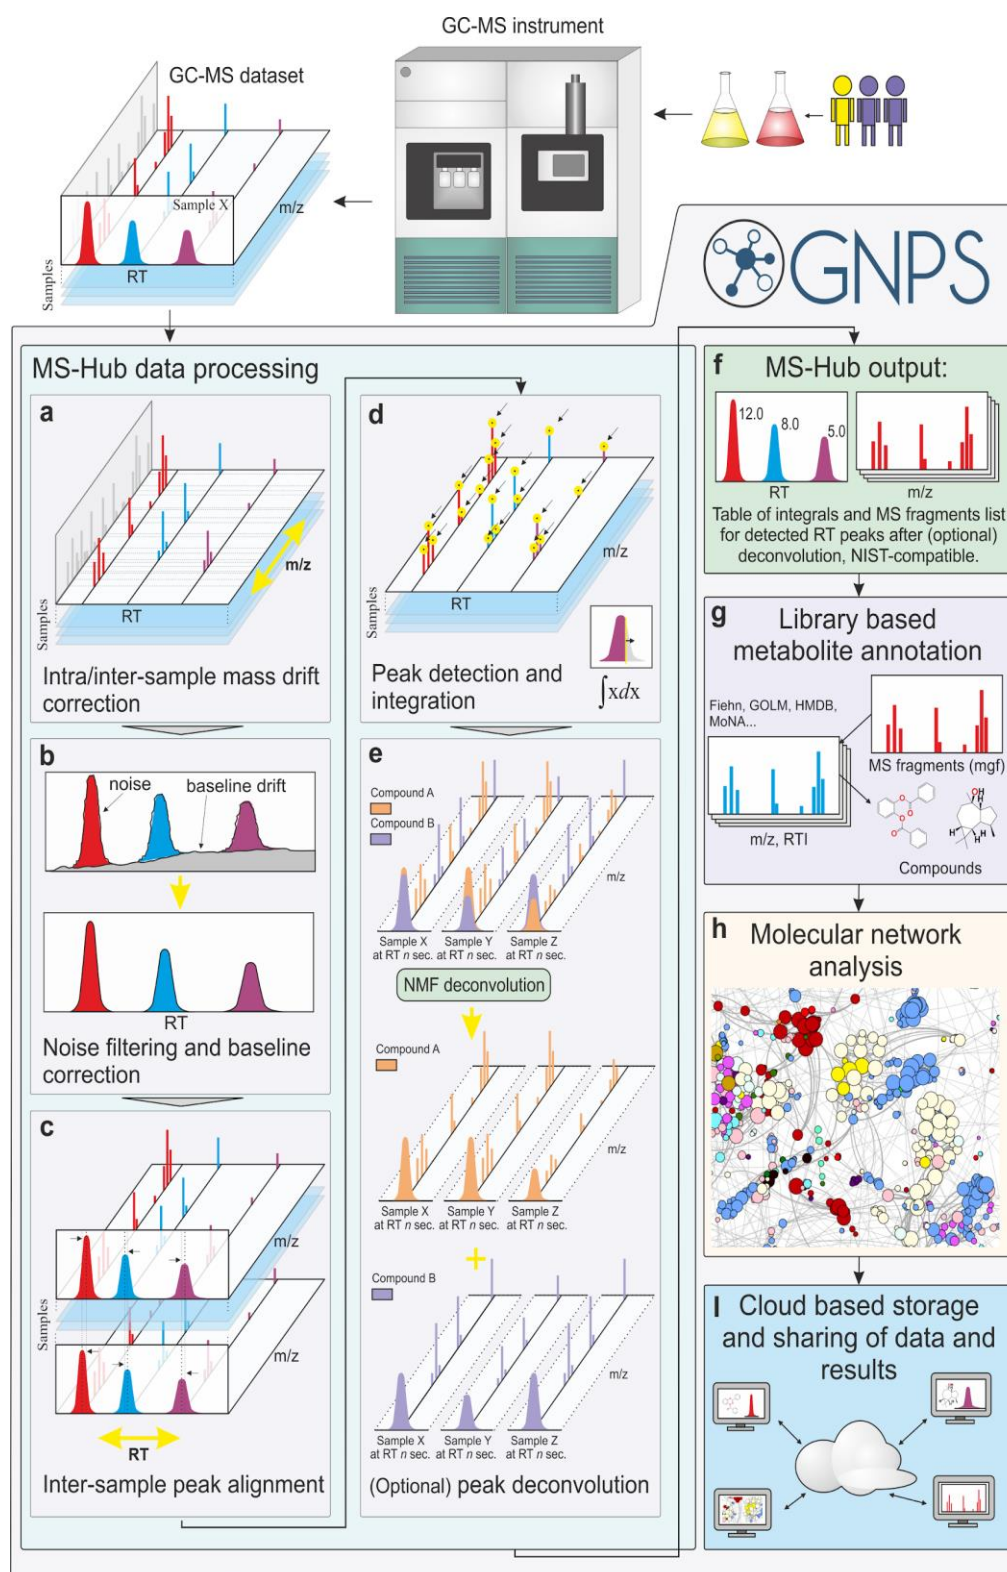 GC-MS instrument
GC-MS dataset
Sample X
m/z
RT
Samples
GNPS
MS-Hub data processing
a
m/z
RT
Samples
Intra/inter-sample mass drift
correction
b
noise
baseline drift
RT
Noise filtering and baseline
correction
c
m/z
Samples
m/z
RT
Inter-sample peak alignment
d
m/z
RT
Samples
Peak detection and
integration
∫xdx
e
Compound A
Compound B
m/z
Sample X
at RT n sec.
Sample Y
at RT n sec.
Sample Z
at RT n sec.
NMF deconvolution
Compound A
m/z
Sample X
at RT n sec.
Sample Y
at RT n sec.
Sample Z
at RT n sec.
+
Compound B
m/z
Sample X
at RT n sec.
Sample Y
at RT n sec.
Sample Z
at RT n sec.
(Optional) peak deconvolution
f
MS-Hub output:
12.0
8.0
5.0
RT
m/z
Table of integrals and MS fragments list
for detected RT peaks after (optional)
deconvolution, NIST-compatible.
g
Library based
metabolite annotation
Fiehn, GOLM, HMDB,
MoNA...
MS fragments (mgf)
m/z, RTI
O
O
O
O
O
OH
H
H
H
H
Compounds
h
Molecular network
analysis
I
Cloud based storage
and sharing of data and
results